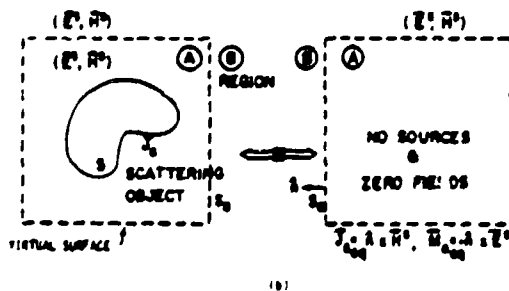 (E̅ˢ, H̅ˢ)
(E̅ˢ, H̅ˢ)
(E̅ˢ, H̅ˢ)
A
B
B
A
REGION
J̅ₛ
S
SCATTERING
OBJECT
NO SOURCES
&
ZERO FIELDS
n̂
VIRTUAL SURFACE
(b)